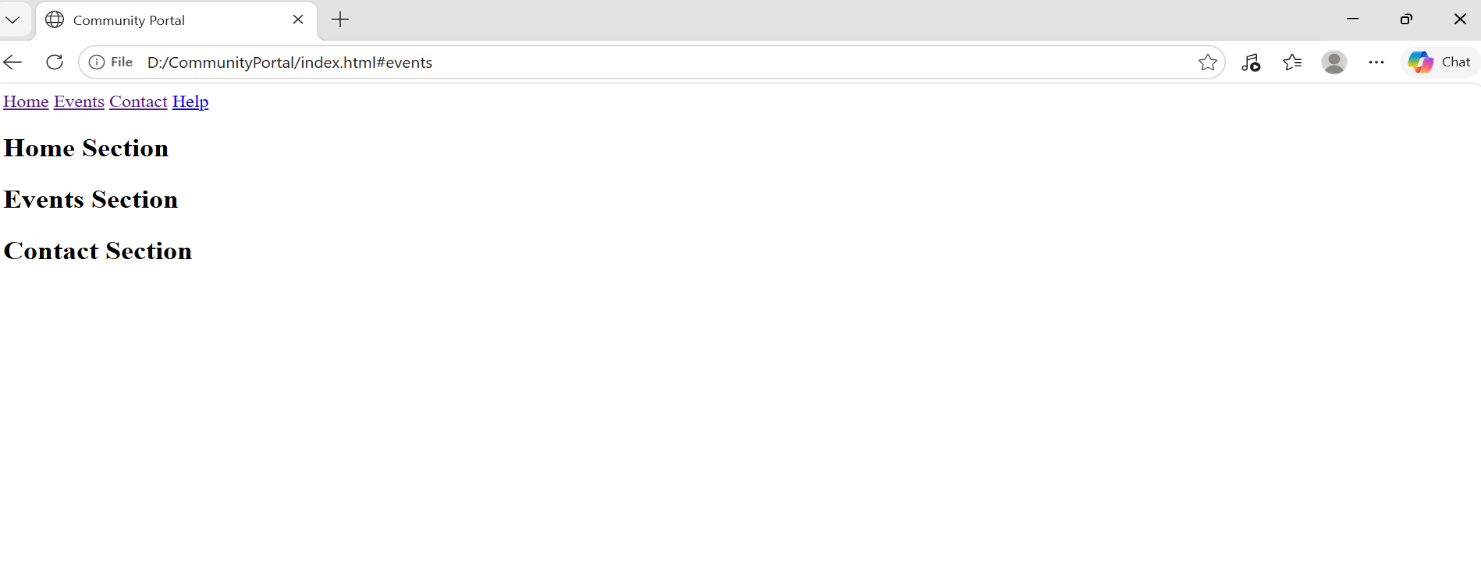 Community Portal
File D:/CommunityPortal/index.html#events
Chat
Home Events Contact Help
Home Section
Events Section
Contact Section